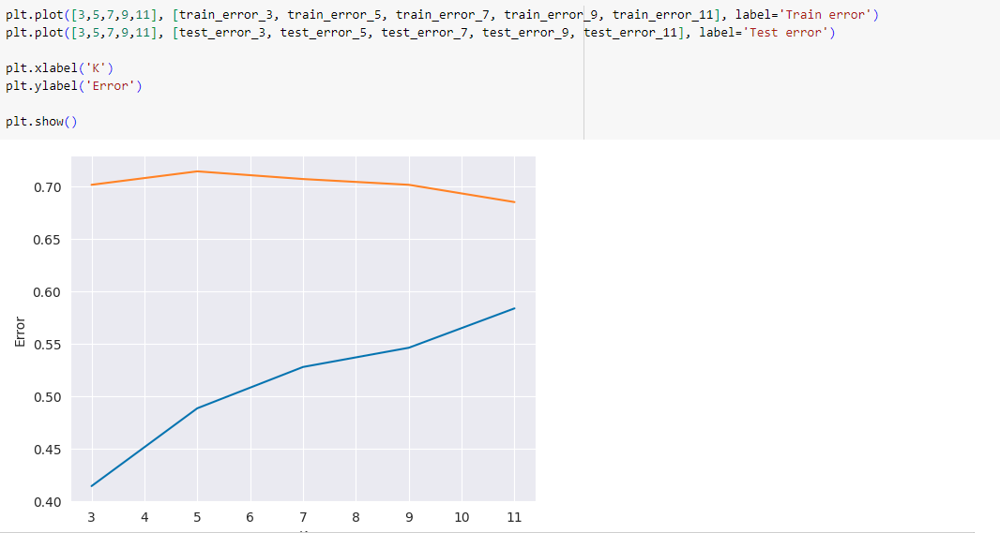 plt.plot([3,5,7,9,11], [train_error_3, train_error_5, train_error_7, train_error_9, train_error_11], label='Train error')
plt.plot([3,5,7,9,11], [test_error_3, test_error_5, test_error_7, test_error_9, test_error_11], label='Test error')
plt.xlabel('K')
plt.ylabel('Error')
plt.show()
0.70
0.65
0.60
0.55
0.50
0.45
0.40
Error
3 4 5 6 7 8 9 10 11